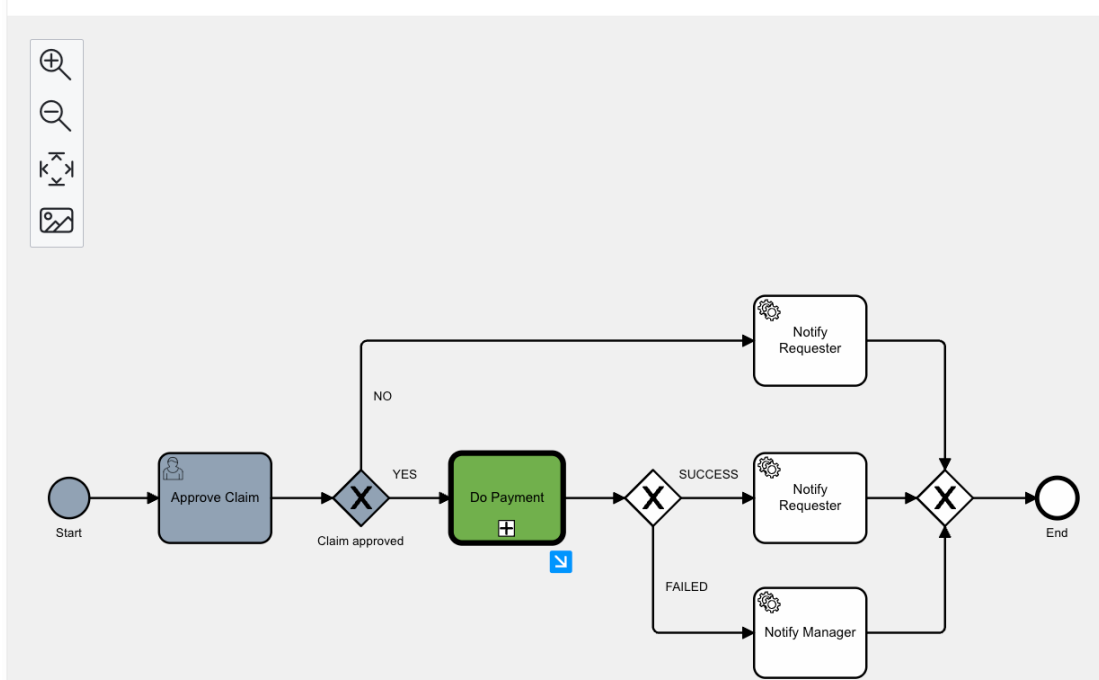 Notify
Requester
NO
Approve Claim
YES
Do Payment
SUCCESS
Notify
Requester
Start
Claim approved
End
FAILED
Notify Manager